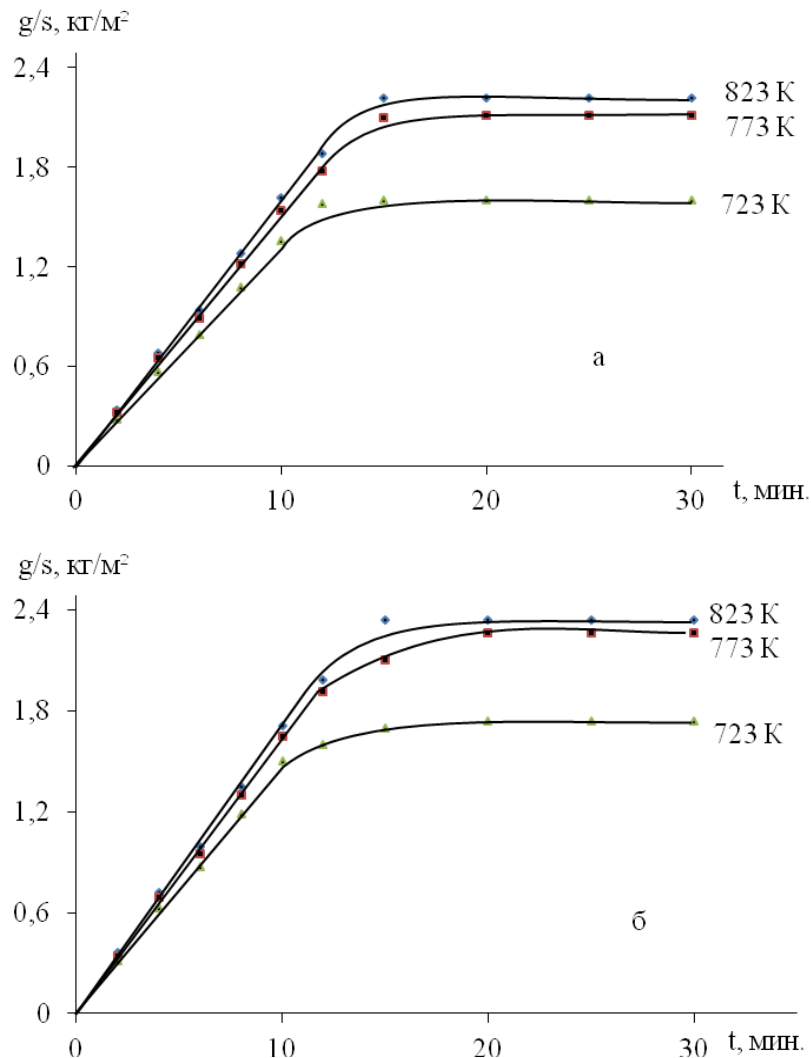 g/s, кг/м²
2,4
1,8
1,2
0,6
0
823 К
773 К
723 К
а
0
10
20
30
t, мин.
g/s, кг/м²
2,4
1,8
1,2
0,6
0
823 К
773 К
723 К
б
0
10
20
30
t, мин.